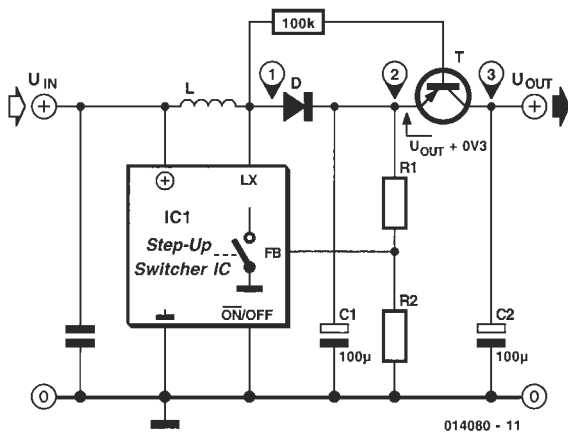 100k
1
2
T
3
U IN
L
D
U OUT
U OUT + 0V3
LX
R1
IC1
Step-Up
Switcher IC
FB
ON/OFF
C1
R2
C2
100µ
100µ
0
0
014080 - 11